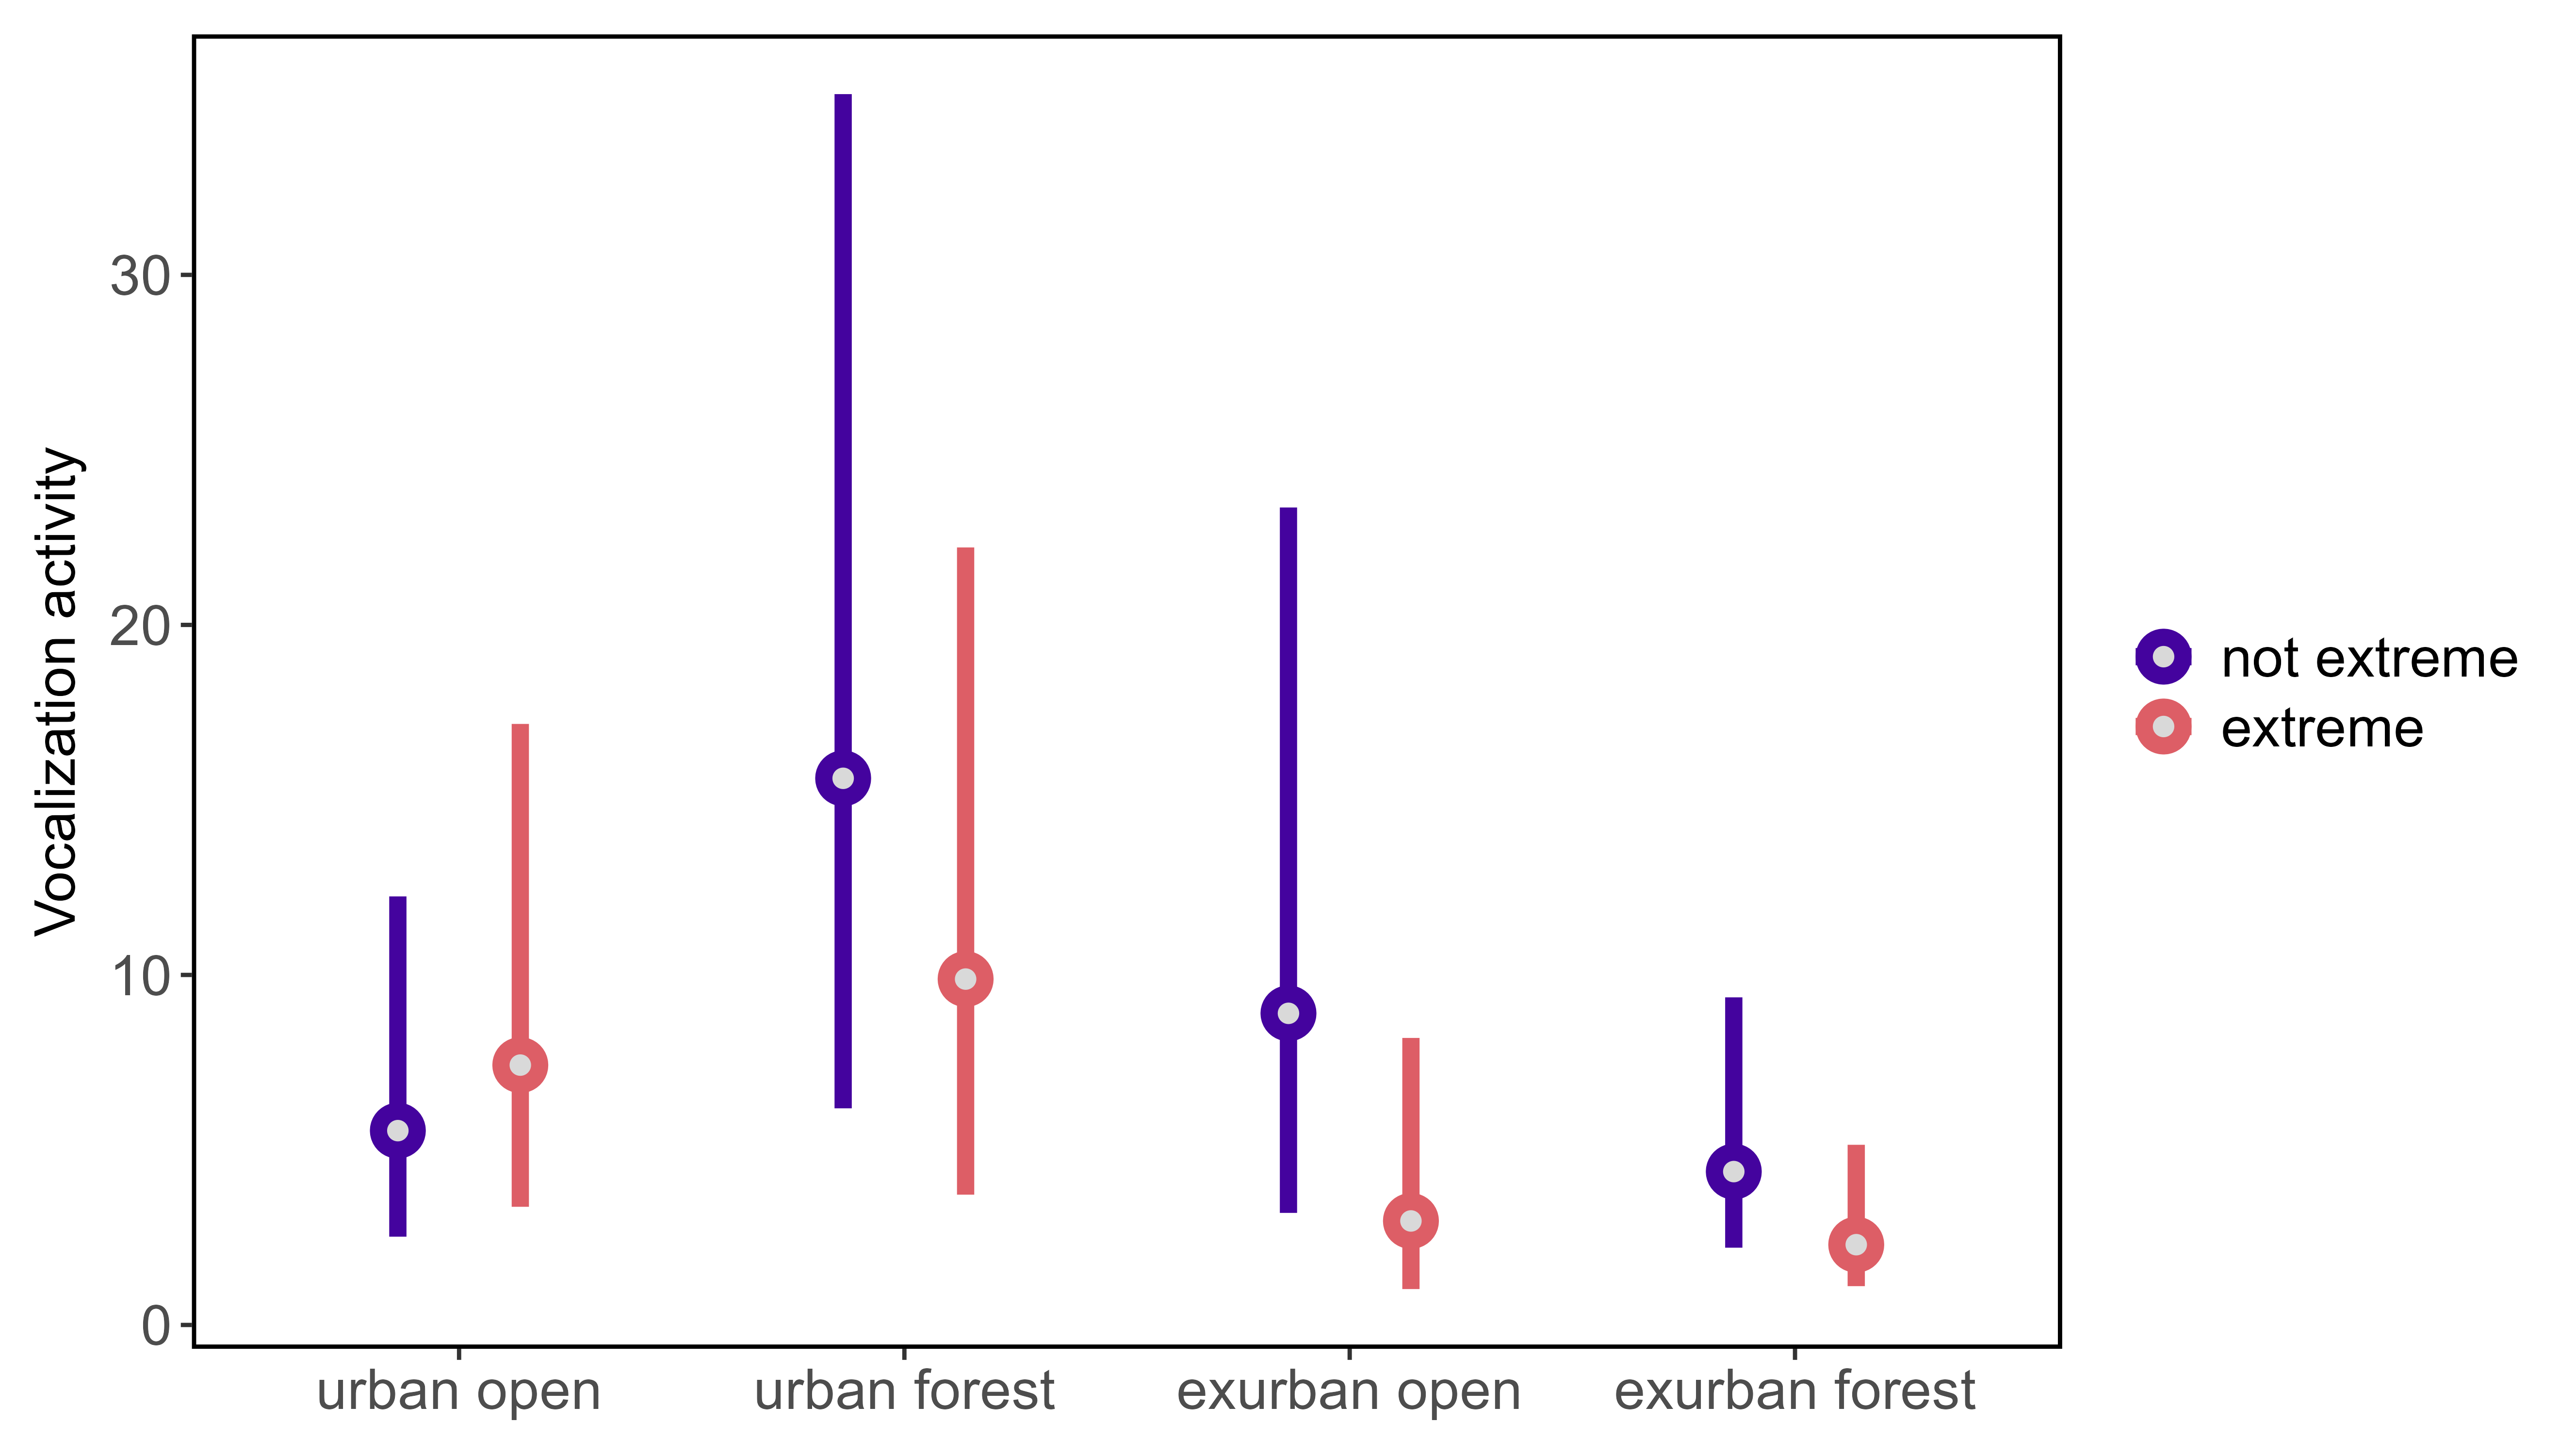 Vocalization activity
30
20
10
0
urban open
urban forest
exurban open
exurban forest
not extreme
extreme